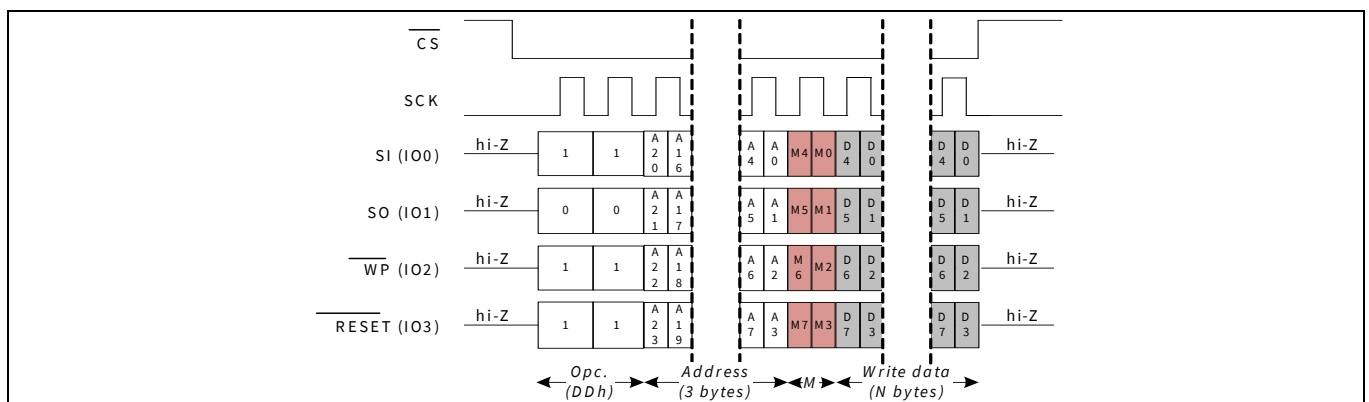 CS
SCK
SI (IO0) hi-Z 1 1 A20 A16 A4 A0 M4 M0 D4 D0 D4 D0 hi-Z
SO (IO1) hi-Z 0 0 A21 A17 A5 A1 M5 M1 D5 D1 D5 D1 hi-Z
WP (IO2) hi-Z 1 1 A22 A18 A6 A2 M6 M2 D6 D2 D6 D2 hi-Z
RESET (IO3) hi-Z 1 1 A23 A19 A7 A3 M7 M3 D7 D3 D7 D3 hi-Z
Opc. Address M Write data
(DDh) (3 bytes) (N bytes)